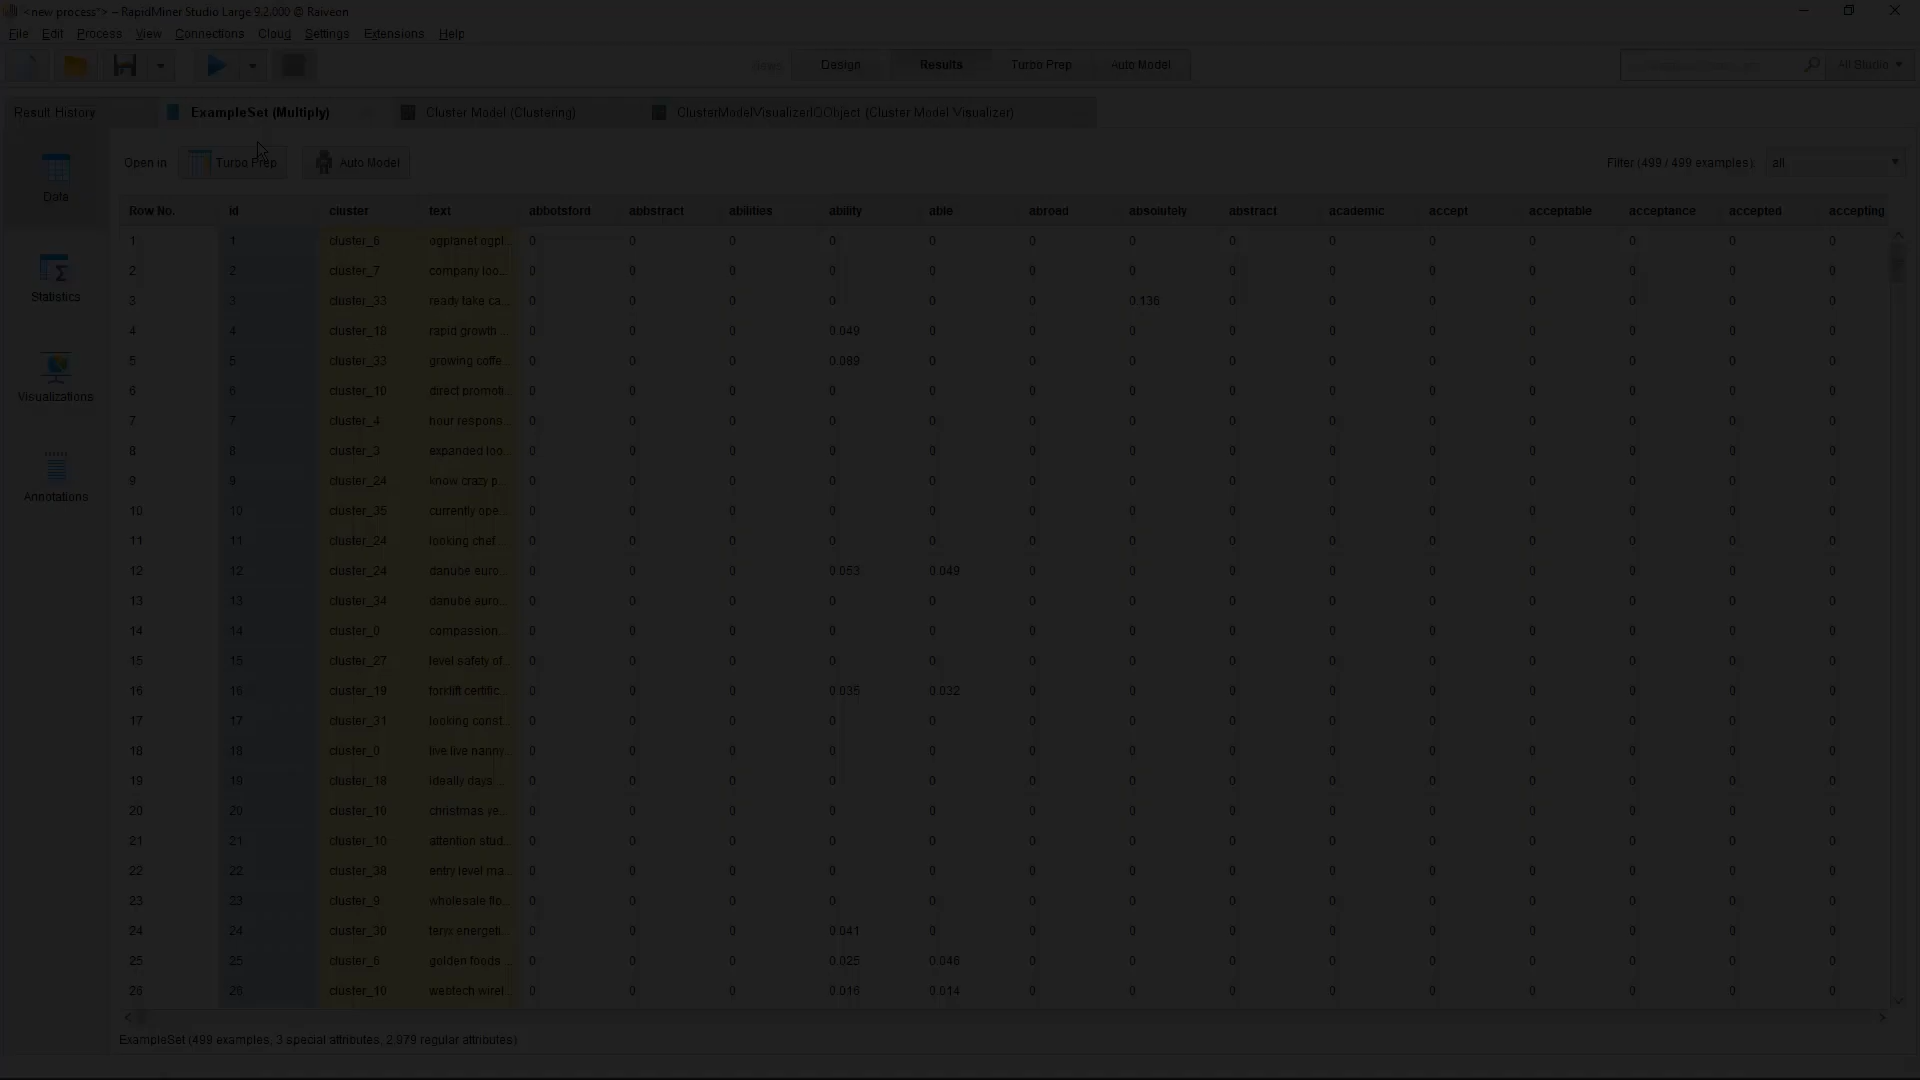 <new process*> – RapidMiner Studio Large 9.2.000 @ Raiveon
File Edit Process View Connections Cloud Settings Extensions Help
Views: Design Results Turbo Prep Auto Model All Studio
Result History ExampleSet (Multiply) Cluster Model (Clustering) ClusterModelVisualizerIOObject (Cluster Model Visualizer)
Open in Turbo Prep Auto Model Filter (499 / 499 examples): all
Data
Statistics
Visualizations
Annotations
Row No. id cluster text abbotsford abbstract abilities ability able abroad absolutely abstract academic accept acceptable acceptance accepted accepting
1 1 cluster_6 ogplanet ogpl... 0 0 0 0 0 0 0 0 0 0 0 0 0 0
2 2 cluster_7 company loo... 0 0 0 0 0 0 0 0 0 0 0 0 0 0
3 3 cluster_33 ready take ca... 0 0 0 0 0 0 0.136 0 0 0 0 0 0 0
4 4 cluster_18 rapid growth ... 0 0 0 0.049 0 0 0 0 0 0 0 0 0 0
5 5 cluster_33 growing coffe... 0 0 0 0.089 0 0 0 0 0 0 0 0 0 0
6 6 cluster_10 direct promoti... 0 0 0 0 0 0 0 0 0 0 0 0 0 0
7 7 cluster_4 hour respons... 0 0 0 0 0 0 0 0 0 0 0 0 0 0
8 8 cluster_3 expanded loo... 0 0 0 0 0 0 0 0 0 0 0 0 0 0
9 9 cluster_24 know crazy p... 0 0 0 0 0 0 0 0 0 0 0 0 0 0
10 10 cluster_35 currently ope... 0 0 0 0 0 0 0 0 0 0 0 0 0 0
11 11 cluster_24 looking chef ... 0 0 0 0 0 0 0 0 0 0 0 0 0 0
12 12 cluster_24 danube euro... 0 0 0 0.053 0.049 0 0 0 0 0 0 0 0 0
13 13 cluster_34 danube euro... 0 0 0 0 0 0 0 0 0 0 0 0 0 0
14 14 cluster_0 compassion... 0 0 0 0 0 0 0 0 0 0 0 0 0 0
15 15 cluster_27 level safety of... 0 0 0 0 0 0 0 0 0 0 0 0 0 0
16 16 cluster_19 forklift certific... 0 0 0 0.035 0.032 0 0 0 0 0 0 0 0 0
17 17 cluster_31 looking const... 0 0 0 0 0 0 0 0 0 0 0 0 0 0
18 18 cluster_0 live live nanny... 0 0 0 0 0 0 0 0 0 0 0 0 0 0
19 19 cluster_18 ideally days ... 0 0 0 0 0 0 0 0 0 0 0 0 0 0
20 20 cluster_10 christmas ye... 0 0 0 0 0 0 0 0 0 0 0 0 0 0
21 21 cluster_10 attention stud... 0 0 0 0 0 0 0 0 0 0 0 0 0 0
22 22 cluster_38 entry level ma... 0 0 0 0 0 0 0 0 0 0 0 0 0 0
23 23 cluster_9 wholesale flo... 0 0 0 0 0 0 0 0 0 0 0 0 0 0
24 24 cluster_30 teryx energeti... 0 0 0 0.041 0 0 0 0 0 0 0 0 0 0
25 25 cluster_6 golden foods ... 0 0 0 0.025 0.046 0 0 0 0 0 0 0 0 0
26 26 cluster_10 webtech wirel... 0 0 0 0.016 0.014 0 0 0 0 0 0 0 0 0
ExampleSet (499 examples, 3 special attributes, 2,979 regular attributes)